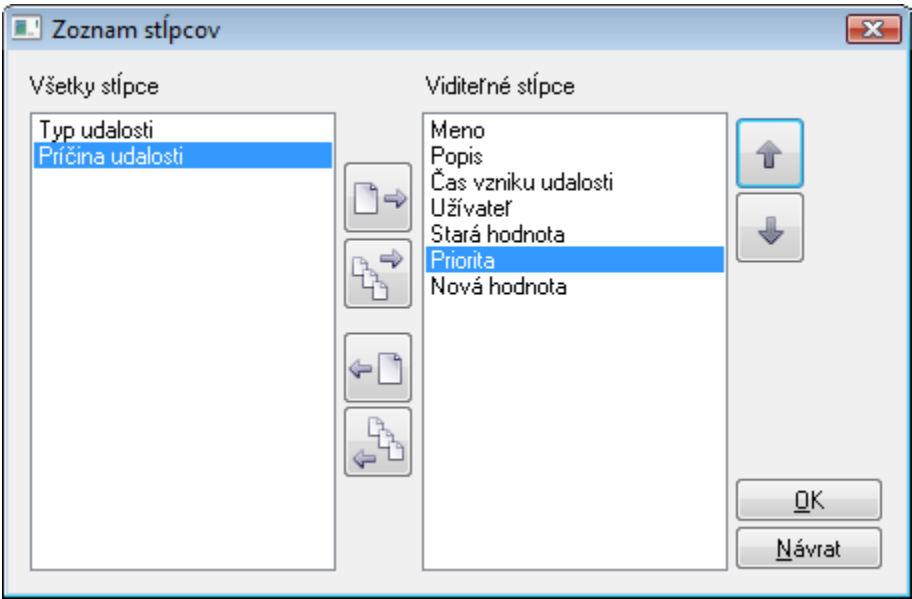 Zoznam stĺpcov
Všetky stĺpce
Viditeľné stĺpce
Typ udalosti
Príčina udalosti
Meno
Popis
Čas vzniku udalosti
Užívateľ
Stará hodnota
Priorita
Nová hodnota
OK
Návrat